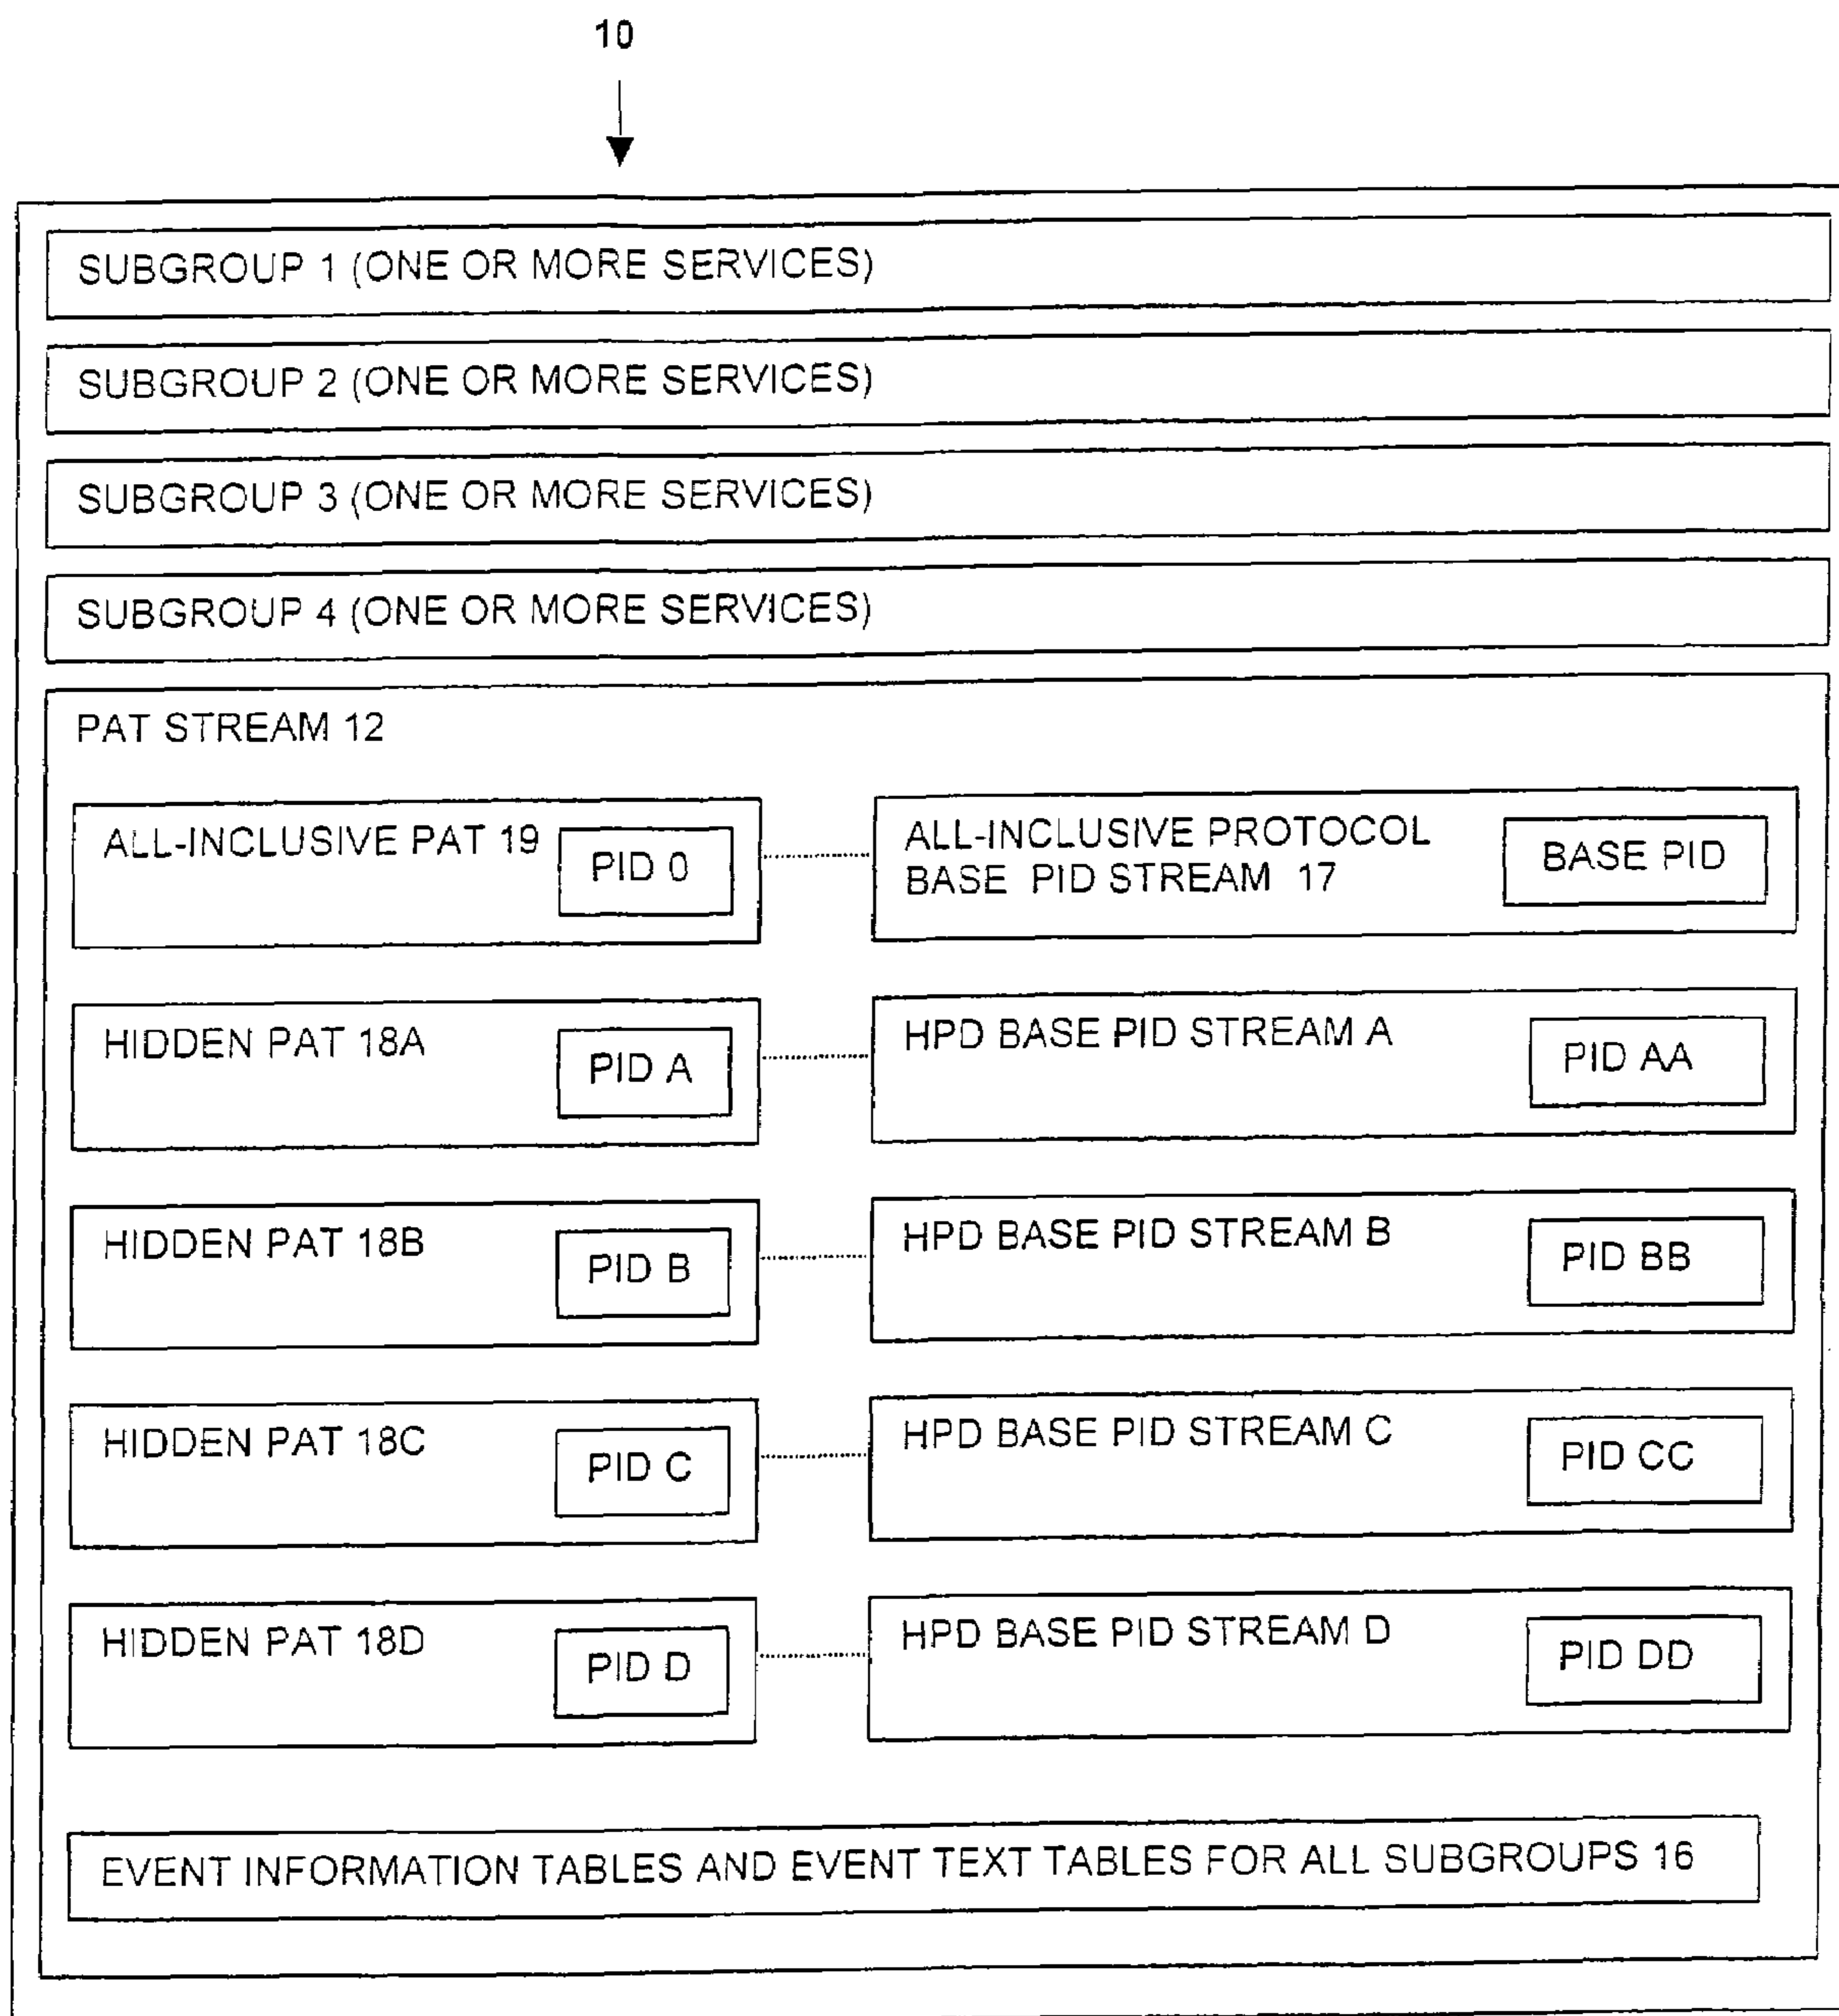 10
SUBGROUP 1 (ONE OR MORE SERVICES)
SUBGROUP 2 (ONE OR MORE SERVICES)
SUBGROUP 3 (ONE OR MORE SERVICES)
SUBGROUP 4 (ONE OR MORE SERVICES)
PAT STREAM 12
ALL-INCLUSIVE PAT 19
PID 0
ALL-INCLUSIVE PROTOCOL
BASE PID STREAM 17
BASE PID
HIDDEN PAT 18A
PID A
HPD BASE PID STREAM A
PID AA
HIDDEN PAT 18B
PID B
HPD BASE PID STREAM B
PID BB
HIDDEN PAT 18C
PID C
HPD BASE PID STREAM C
PID CC
HIDDEN PAT 18D
PID D
HPD BASE PID STREAM D
PID DD
EVENT INFORMATION TABLES AND EVENT TEXT TABLES FOR ALL SUBGROUPS 16